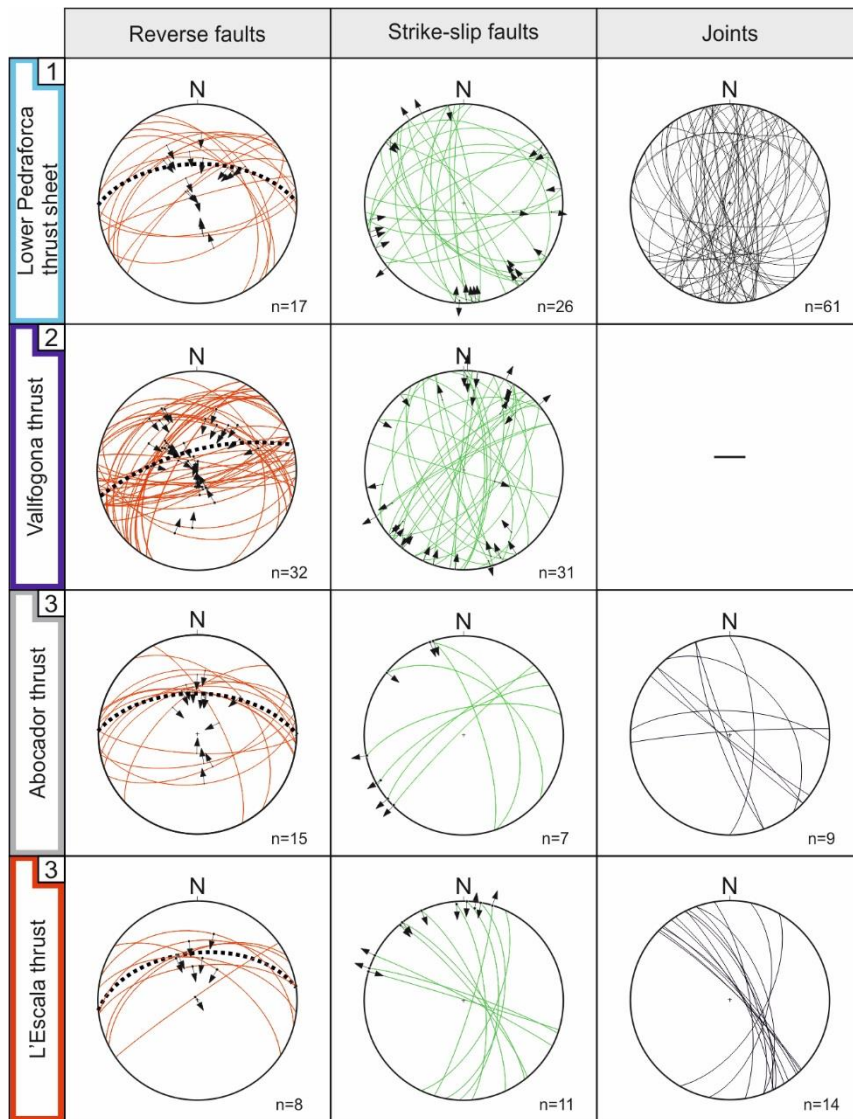 Reverse faults
Strike-slip faults
Joints
1
Lower Pedraforca
thrust sheet
N
n=17
N
n=26
N
n=61
2
Vallfogona thrust
N
n=32
N
n=31
—
3
Abocador thrust
N
n=15
N
n=7
N
n=9
3
L'Escala thrust
N
n=8
N
n=11
N
n=14